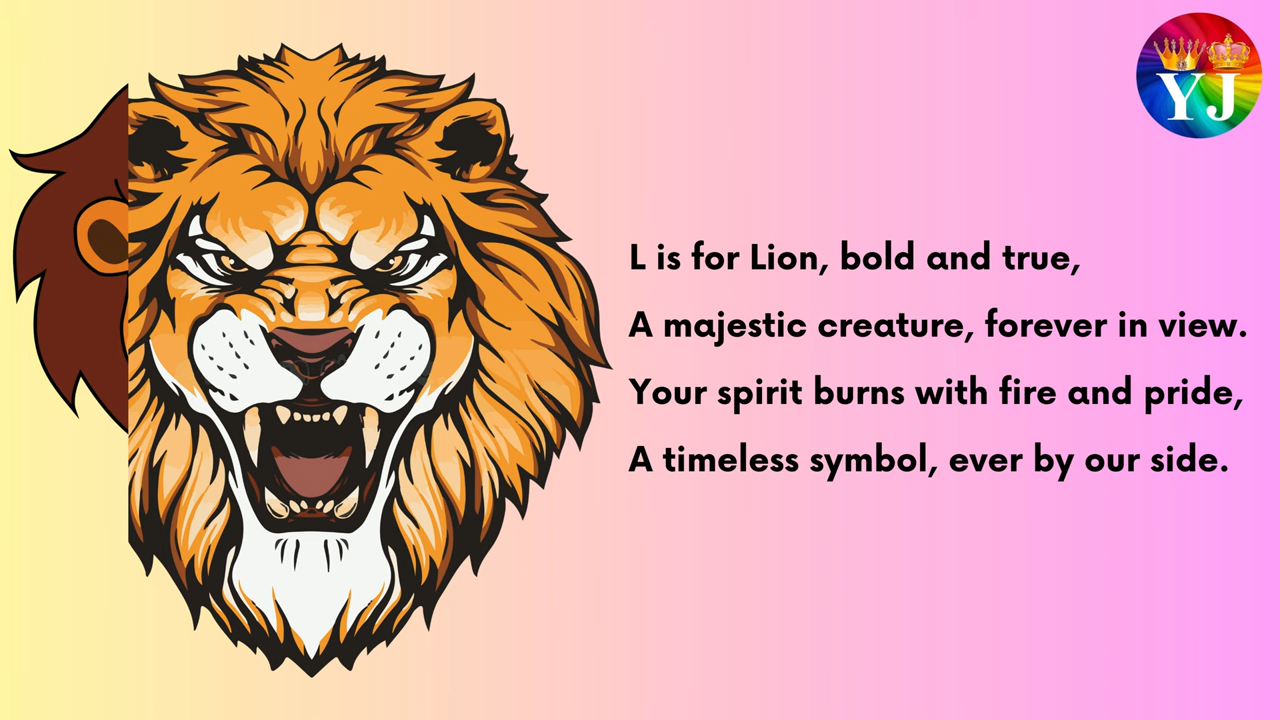 YJ
L is for Lion, bold and true,
A majestic creature, forever in view.
Your spirit burns with fire and pride,
A timeless symbol, ever by our side.